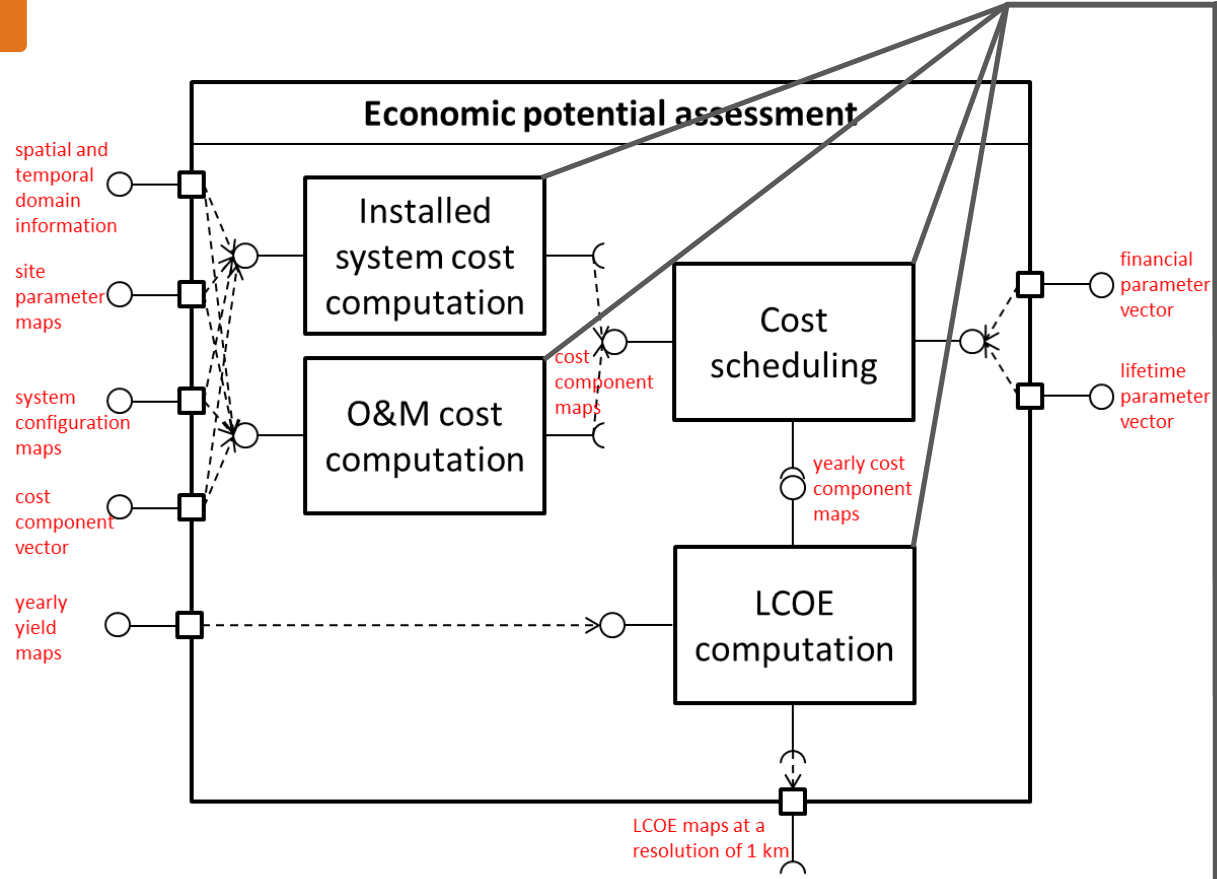 Economic potential assessment
spatial and
temporal
domain
information
site
parameter
maps
system
configuration
maps
cost
component
vector
yearly
yield
maps
Installed
system cost
computation
O&M cost
computation
cost
component
maps
Cost
scheduling
financial
parameter
vector
lifetime
parameter
vector
yearly cost
component
maps
LCOE
computation
LCOE maps at a
resolution of 1 km